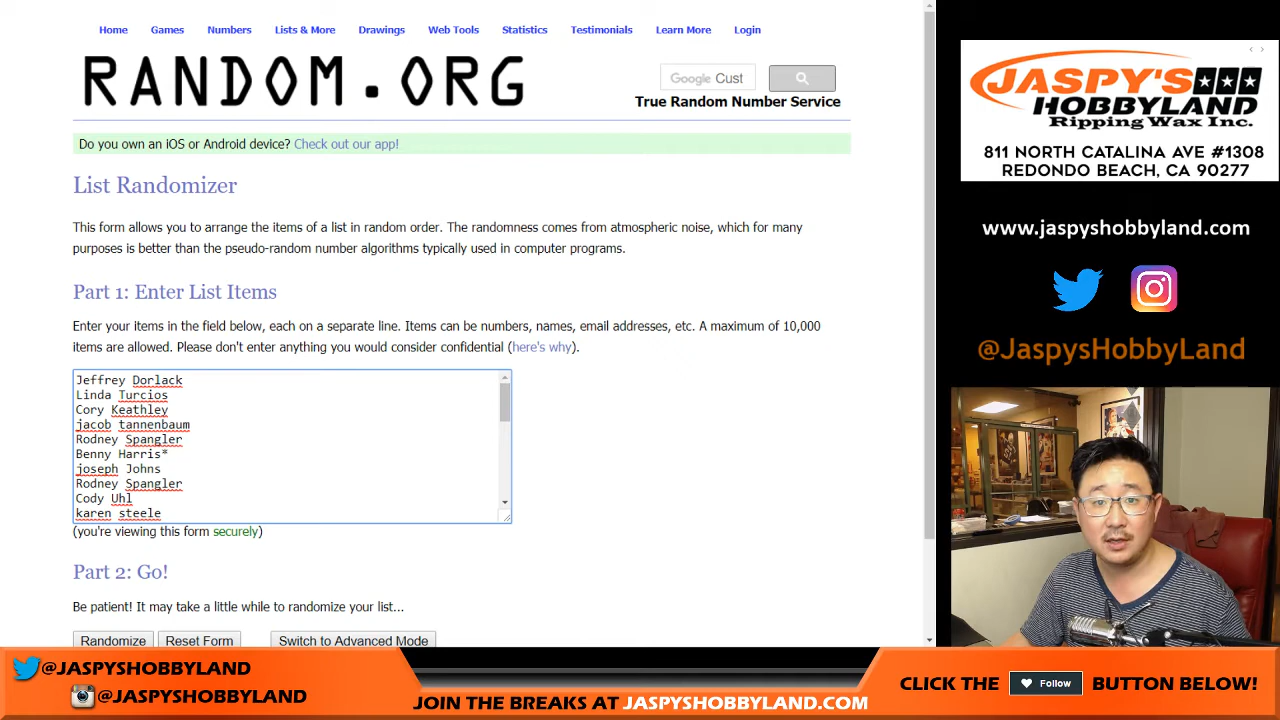 Home Games Numbers Lists & More Drawings Web Tools Statistics Testimonials Learn More Login
RANDOM.ORG
Google Cust
True Random Number Service
Do you own an iOS or Android device? Check out our app!
List Randomizer
This form allows you to arrange the items of a list in random order. The randomness comes from atmospheric noise, which for many
purposes is better than the pseudo-random number algorithms typically used in computer programs.
Part 1: Enter List Items
Enter your items in the field below, each on a separate line. Items can be numbers, names, email addresses, etc. A maximum of 10,000
items are allowed. Please don't enter anything you would consider confidential (here's why).
Jeffrey Dorlack
Linda Turcios
Cory Keathley
jacob tannenbaum
Rodney Spangler
Benny Harris*
joseph Johns
Rodney Spangler
Cody Uhl
karen steele
(you're viewing this form securely)
Part 2: Go!
Be patient! It may take a little while to randomize your list...
Randomize Reset Form Switch to Advanced Mode
JASPY'S
HOBBYLAND
Ripping Wax Inc.
811 NORTH CATALINA AVE #1308
REDONDO BEACH, CA 90277
www.jaspyshobbyland.com
@JaspysHobbyLand
@JASPYSHOBBYLAND
@JASPYSHOBBYLAND
JOIN THE BREAKS AT JASPYSHOBBYLAND.COM
CLICK THE Follow BUTTON BELOW!